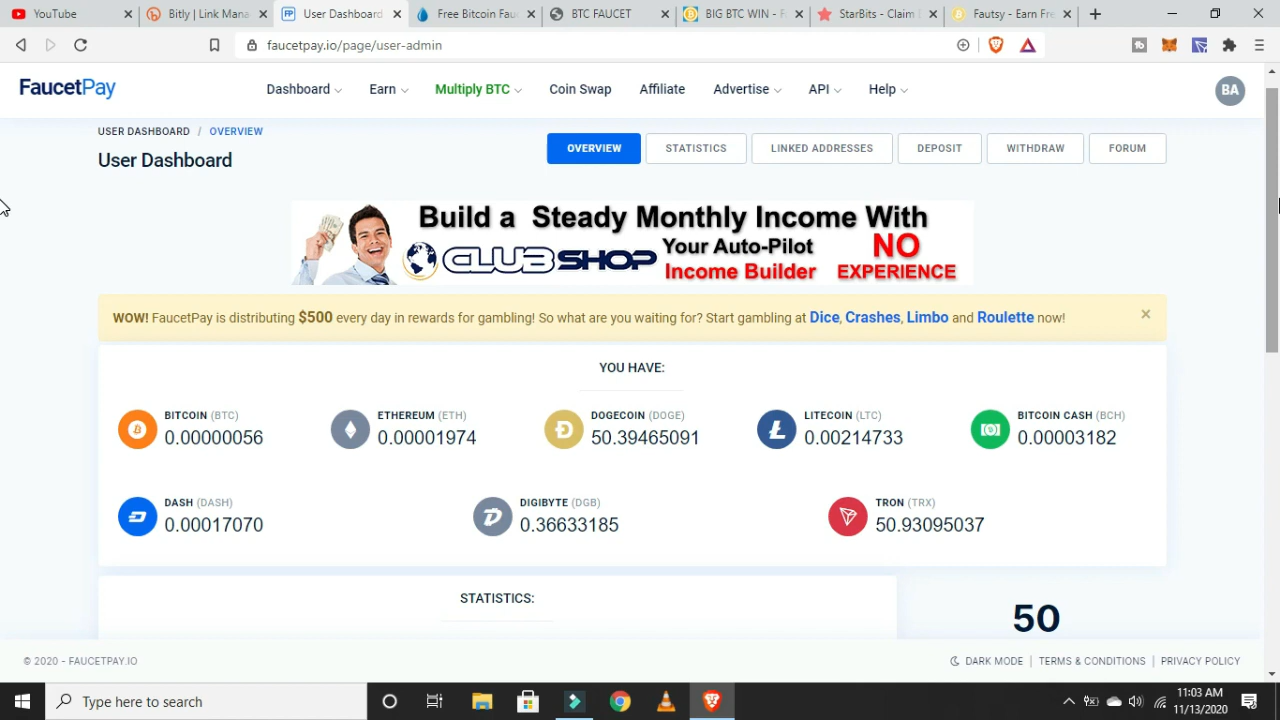 YouTube
Bitly | Link Mana
User Dashboard
Free Bitcoin Fauc
BTC FAUCET
BIG BTC WIN - F
StarBits - Claim
Fautsy - Earn Fre
faucetpay.io/page/user-admin
FaucetPay
Dashboard
Earn
Multiply BTC
Coin Swap
Affiliate
Advertise
API
Help
BA
USER DASHBOARD / OVERVIEW
User Dashboard
OVERVIEW
STATISTICS
LINKED ADDRESSES
DEPOSIT
WITHDRAW
FORUM
Build a Steady Monthly Income With
CLUBSHOP
Your Auto-Pilot
Income Builder
NO
EXPERIENCE
WOW! FaucetPay is distributing $500 every day in rewards for gambling! So what are you waiting for? Start gambling at Dice, Crashes, Limbo and Roulette now!
YOU HAVE:
BITCOIN (BTC)
0.00000056
ETHEREUM (ETH)
0.00001974
DOGECOIN (DOGE)
50.39465091
LITECOIN (LTC)
0.00214733
BITCOIN CASH (BCH)
0.00003182
DASH (DASH)
0.00017070
DIGIBYTE (DGB)
0.36633185
TRON (TRX)
50.93095037
STATISTICS:
50
© 2020 - FAUCETPAY.IO
DARK MODE | TERMS & CONDITIONS | PRIVACY POLICY
Type here to search
11:03 AM
11/13/2020